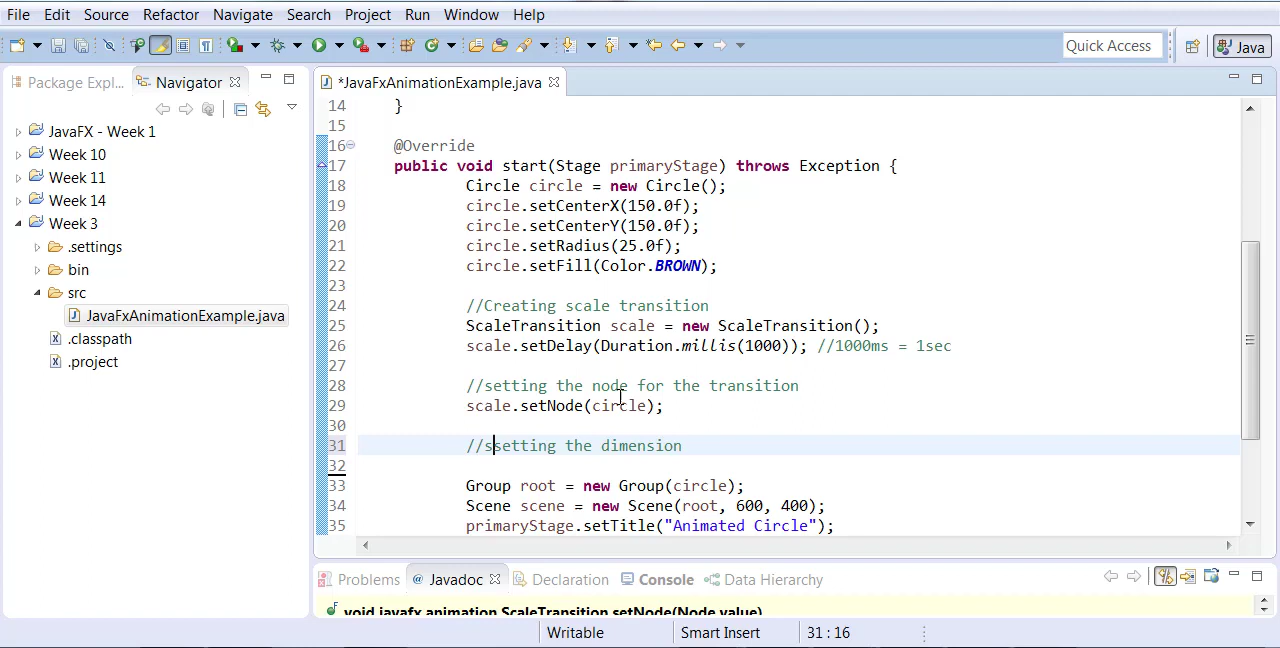 File Edit Source Refactor Navigate Search Project Run Window Help
Quick Access Java
Package Expl... Navigator
*JavaFxAnimationExample.java
JavaFX - Week 1
Week 10
Week 11
Week 14
Week 3
.settings
bin
src
JavaFxAnimationExample.java
.classpath
.project
14 }
15
16 @Override
17 public void start(Stage primaryStage) throws Exception {
18 Circle circle = new Circle();
19 circle.setCenterX(150.0f);
20 circle.setCenterY(150.0f);
21 circle.setRadius(25.0f);
22 circle.setFill(Color.BROWN);
23
24 //Creating scale transition
25 ScaleTransition scale = new ScaleTransition();
26 scale.setDelay(Duration.millis(1000)); //1000ms = 1sec
27
28 //setting the node for the transition
29 scale.setNode(circle);
30
31 //ssetting the dimension
32
33 Group root = new Group(circle);
34 Scene scene = new Scene(root, 600, 400);
35 primaryStage.setTitle("Animated Circle");
Problems @ Javadoc Declaration Console Data Hierarchy
void javafx.animation.ScaleTransition.setNode(Node value)
Writable Smart Insert 31 : 16